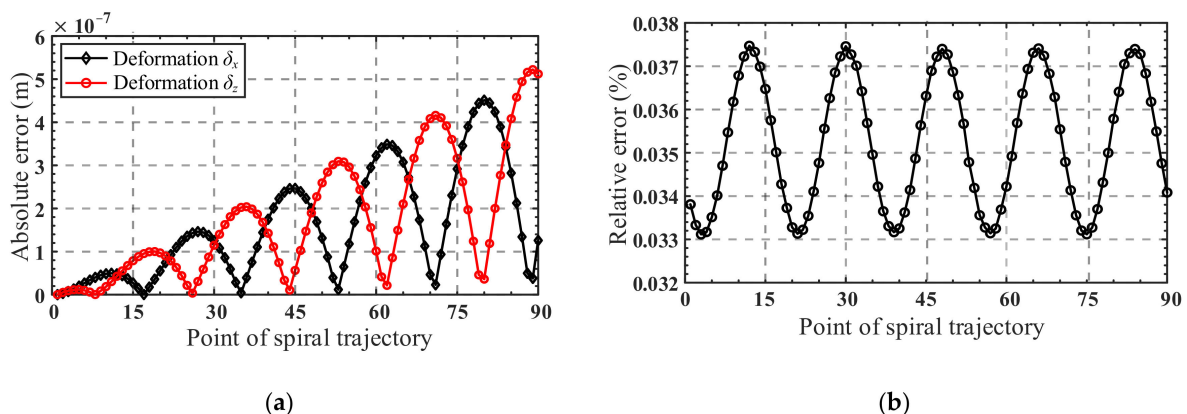 × 10⁻⁷
Absolute error (m)
6
5
4
3
2
1
0
Deformation δx
Deformation δz
0 15 30 45 60 75 90
Point of spiral trajectory
(a)
Relative error (%)
0.038
0.037
0.036
0.035
0.034
0.033
0.032
0 15 30 45 60 75 90
Point of spiral trajectory
(b)